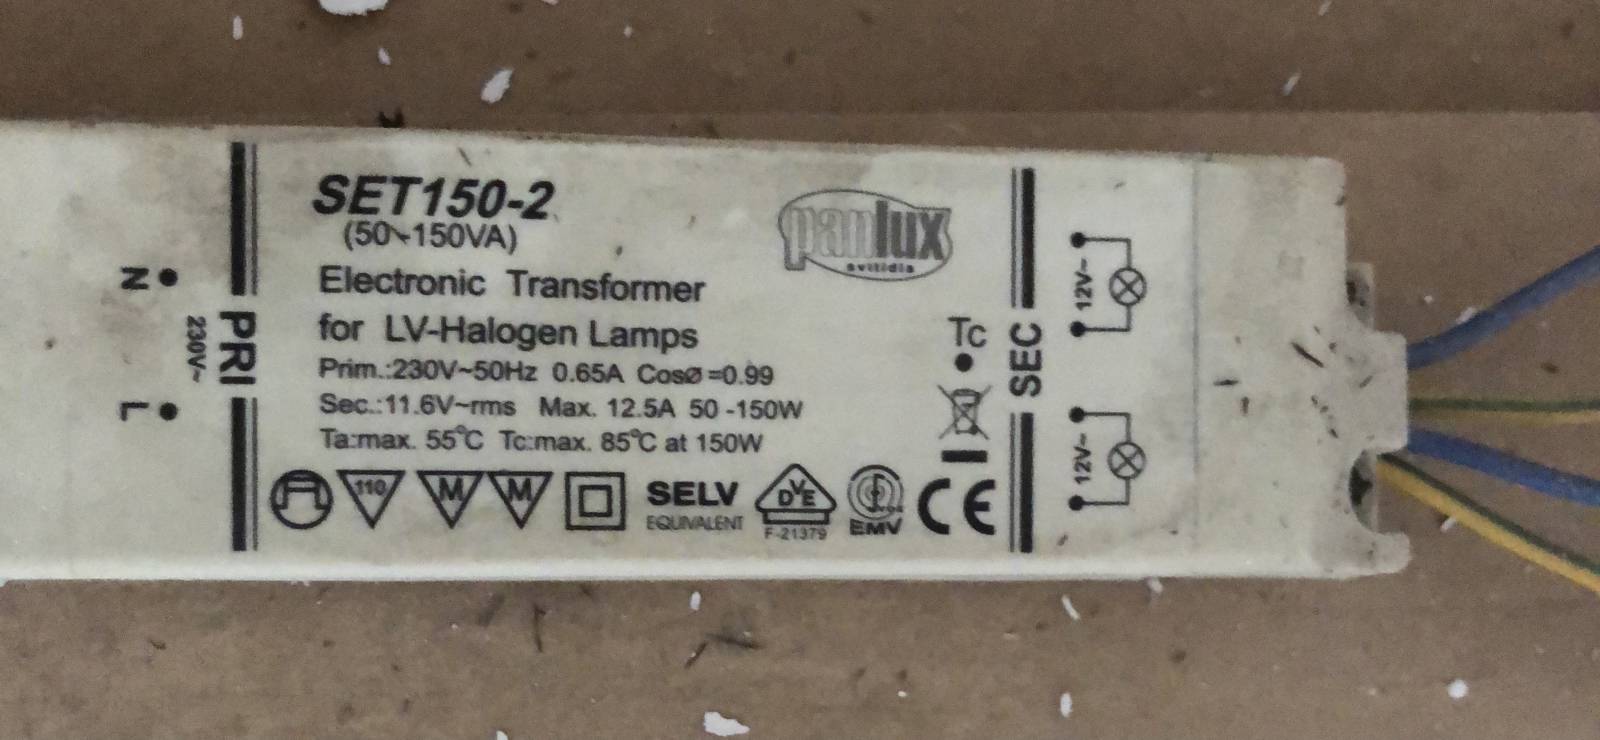 SET150-2
(50~150VA)
Electronic Transformer
for LV-Halogen Lamps
Prim.:230V~50Hz 0.65A CosØ=0.99
Sec.:11.6V~rms Max. 12.5A 50 -150W
Ta:max. 55°C Tc:max. 85°C at 150W
110
M
M
SELV
EQUIVALENT
DVE
F-21379
EMV
CE
panlux
svítidla
Tc
N
L
230V~
PRI
SEC
12V~
12V~